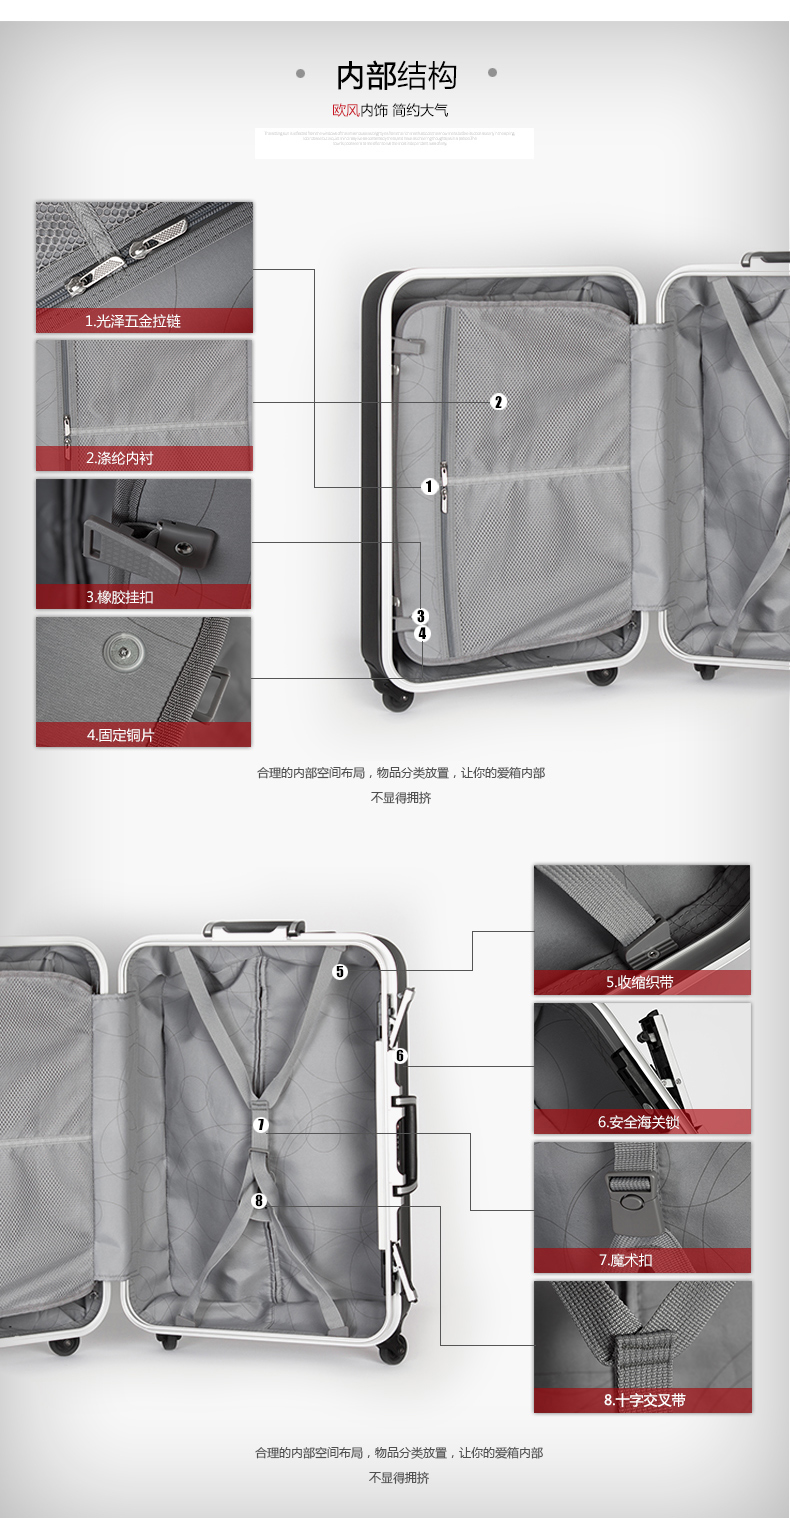 内部结构
欧风内饰 简约大气
1.光泽五金拉链
2.涤纶内衬
3.橡胶挂扣
4.固定铜片
2
1
3
4
合理的内部空间布局，物品分类放置，让你的爱箱内部
不显得拥挤
5
6
7
8
5.收缩织带
6.安全海关锁
7.魔术扣
8.十字交叉带
合理的内部空间布局，物品分类放置，让你的爱箱内部
不显得拥挤